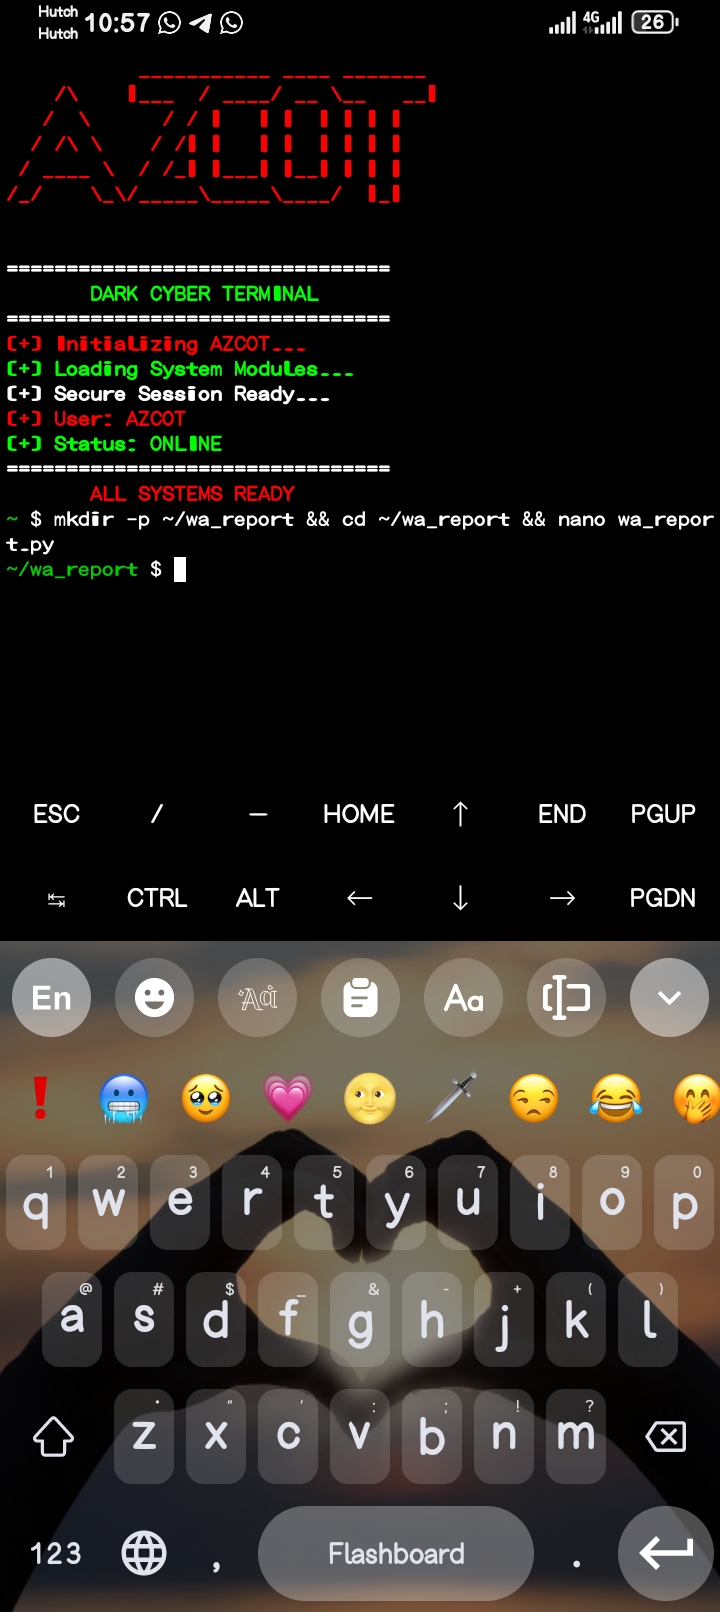 Hutch
Hutch
10:57
4G
26
AZCOT
================================
DARK CYBER TERMINAL
================================
[+] Initializing AZCOT...
[+] Loading System Modules...
[+] Secure Session Ready...
[+] User: AZCOT
[+] Status: ONLINE
================================
ALL SYSTEMS READY
~ $ mkdir -p ~/wa_report && cd ~/wa_report && nano wa_repor
t.py
~/wa_report $
ESC / — HOME ↑ END PGUP
↹ CTRL ALT ← ↓ → PGDN
En Aa Aa
1 2 3 4 5 6 7 8 9 0
q w e r t y u i o p
@ # $ _ & - + ( )
a s d f g h j k l
* " ' : ; ! ?
z x c v b n m
123 , Flashboard .